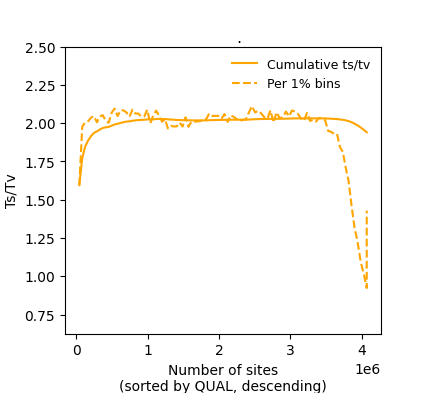 .
2.50
2.25
2.00
1.75
1.50
1.25
1.00
0.75
Ts/Tv
Cumulative ts/tv
Per 1% bins
0
1
2
3
4
1e6
Number of sites
(sorted by QUAL, descending)